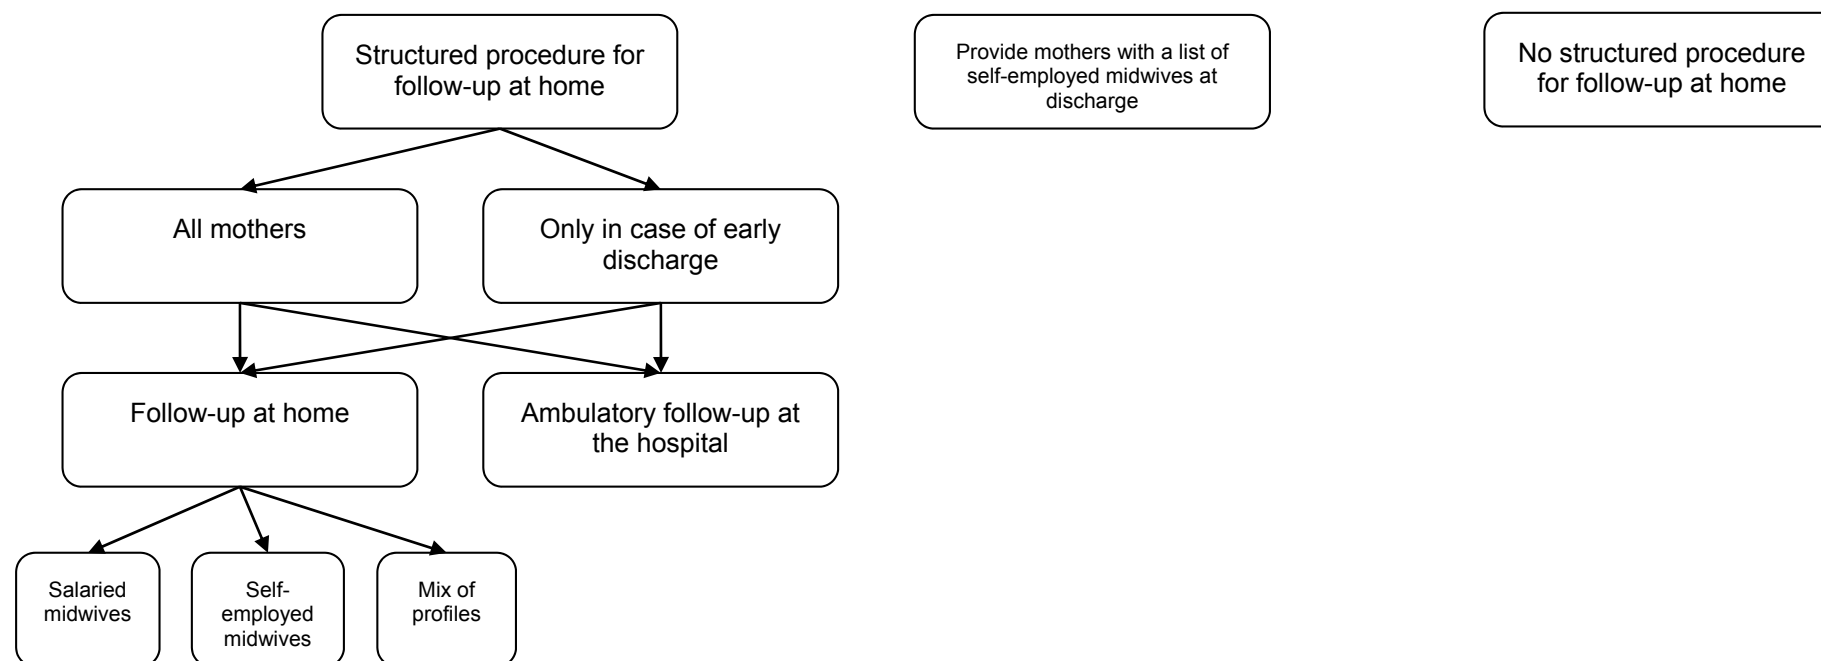 Structured procedure for
follow-up at home
Provide mothers with a list of
self-employed midwives at
discharge
No structured procedure
for follow-up at home
All mothers
Only in case of early
discharge
Follow-up at home
Ambulatory follow-up at
the hospital
Salaried
midwives
Self-
employed
midwives
Mix of
profiles